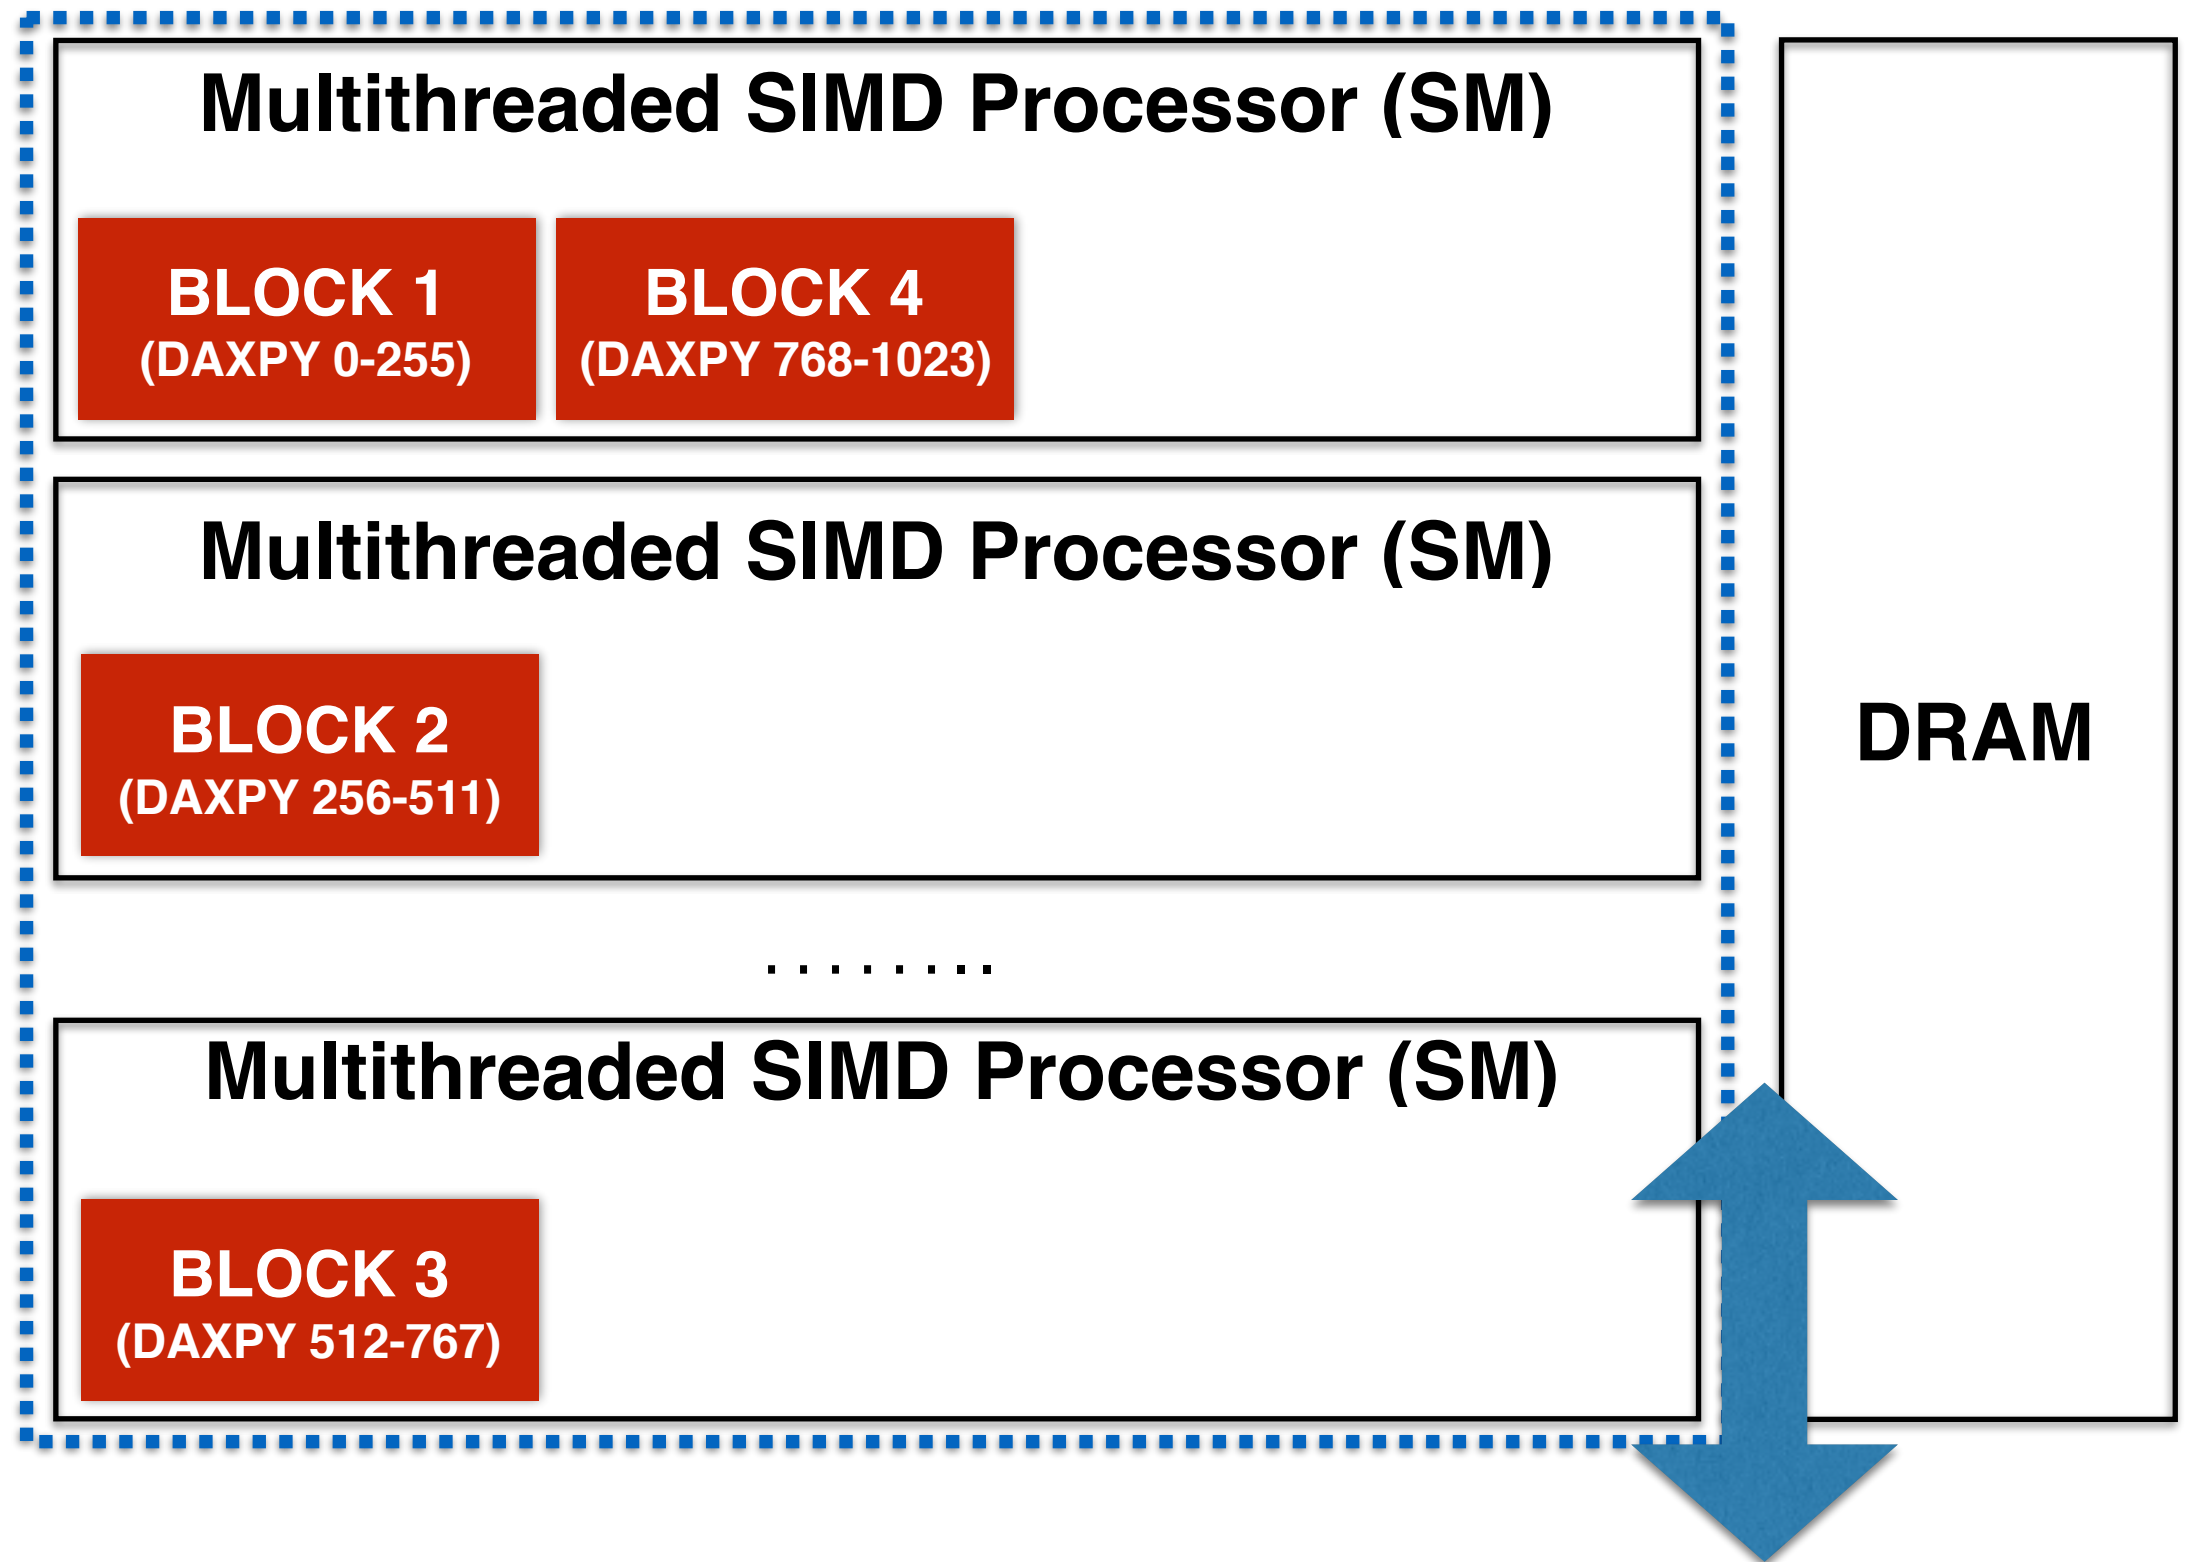 Multithreaded SIMD Processor (SM)
BLOCK 1
(DAXPY 0-255)
BLOCK 4
(DAXPY 768-1023)
Multithreaded SIMD Processor (SM)
BLOCK 2
(DAXPY 256-511)
DRAM
. . . . . . . .
Multithreaded SIMD Processor (SM)
BLOCK 3
(DAXPY 512-767)